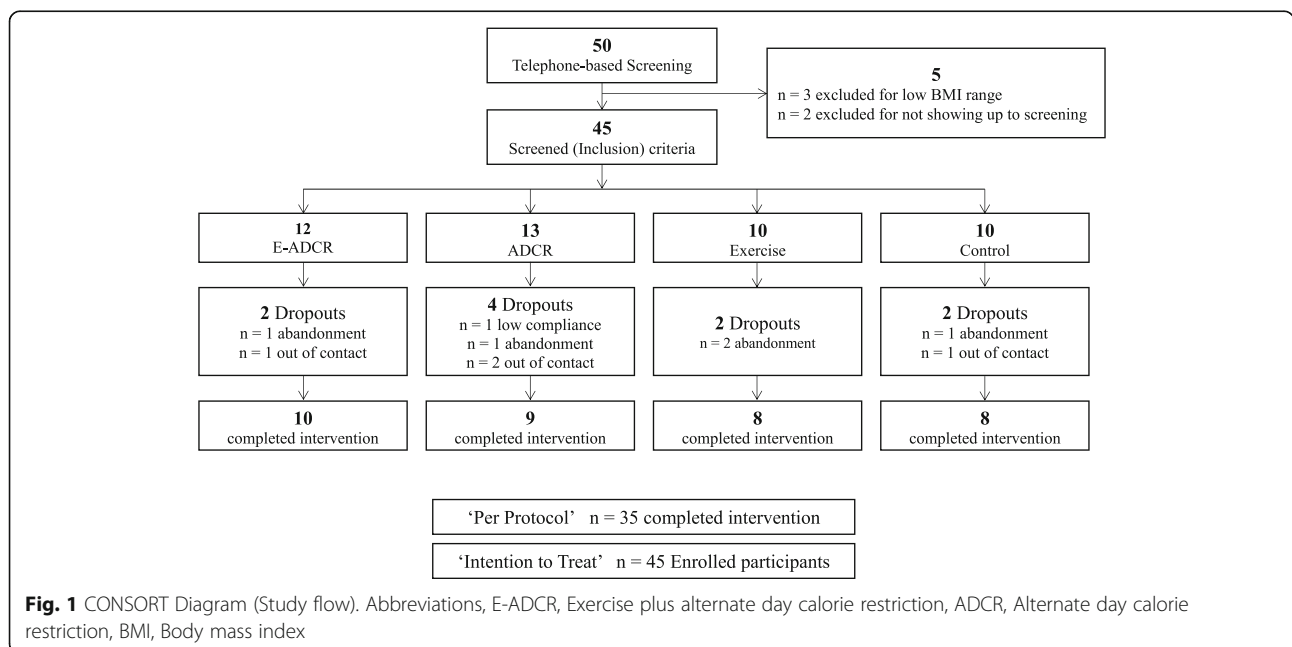 50
Telephone-based Screening
5
n = 3 excluded for low BMI range
n = 2 excluded for not showing up to screening
45
Screened (Inclusion) criteria
12
E-ADCR
13
ADCR
10
Exercise
10
Control
2 Dropouts
n = 1 abandonment
n = 1 out of contact
4 Dropouts
n = 1 low compliance
n = 1 abandonment
n = 2 out of contact
2 Dropouts
n = 2 abandonment
2 Dropouts
n = 1 abandonment
n = 1 out of contact
10
completed intervention
9
completed intervention
8
completed intervention
8
completed intervention
‘Per Protocol’ n = 35 completed intervention
‘Intention to Treat’ n = 45 Enrolled participants
Fig. 1 CONSORT Diagram (Study flow). Abbreviations, E-ADCR, Exercise plus alternate day calorie restriction, ADCR, Alternate day calorie
restriction, BMI, Body mass index